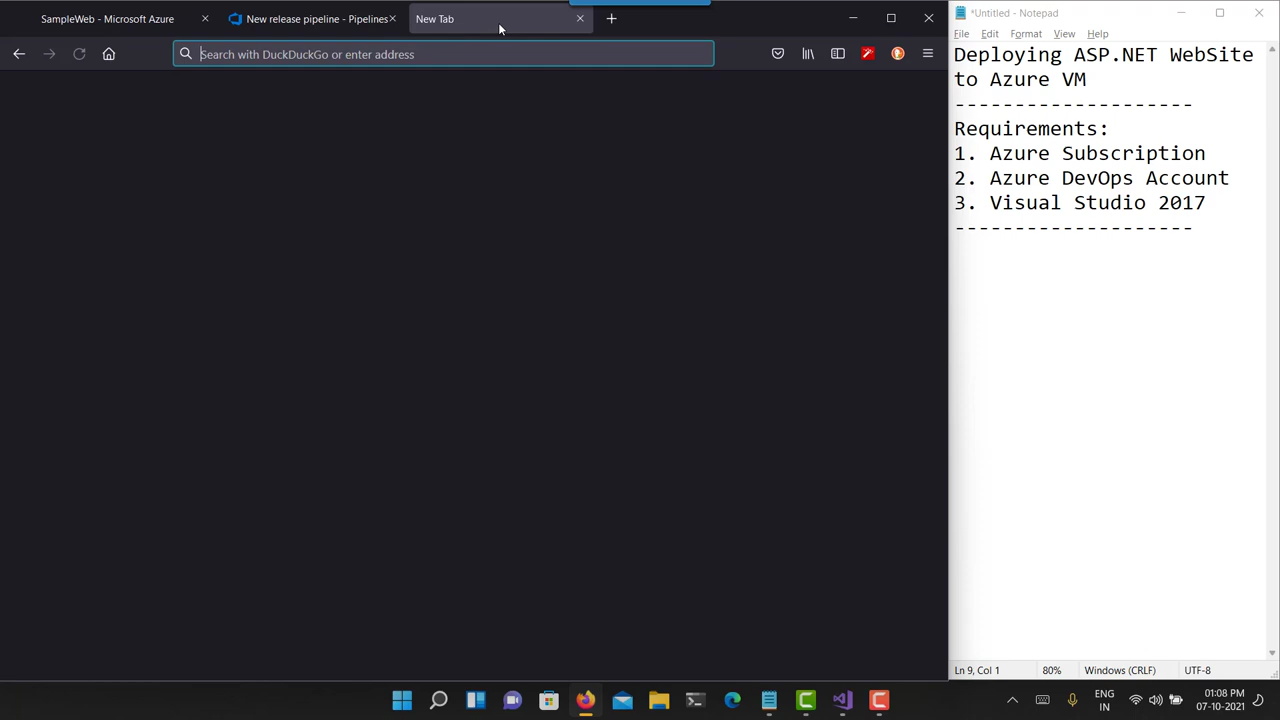 SampleWeb - Microsoft Azure
New - Pipelines
New Tab
Search with DuckDuckGo or enter address
*Untitled - Notepad
File Edit Format View Help
Deploying ASP.NET WebSite
to Azure VM
--------------------
Requirements:
1. Azure Subscription
2. Azure DevOps Account
3. Visual Studio 2017
--------------------
Ln 9, Col 1 80% Windows (CRLF) UTF-8
ENG
IN
01:08 PM
07-10-2021